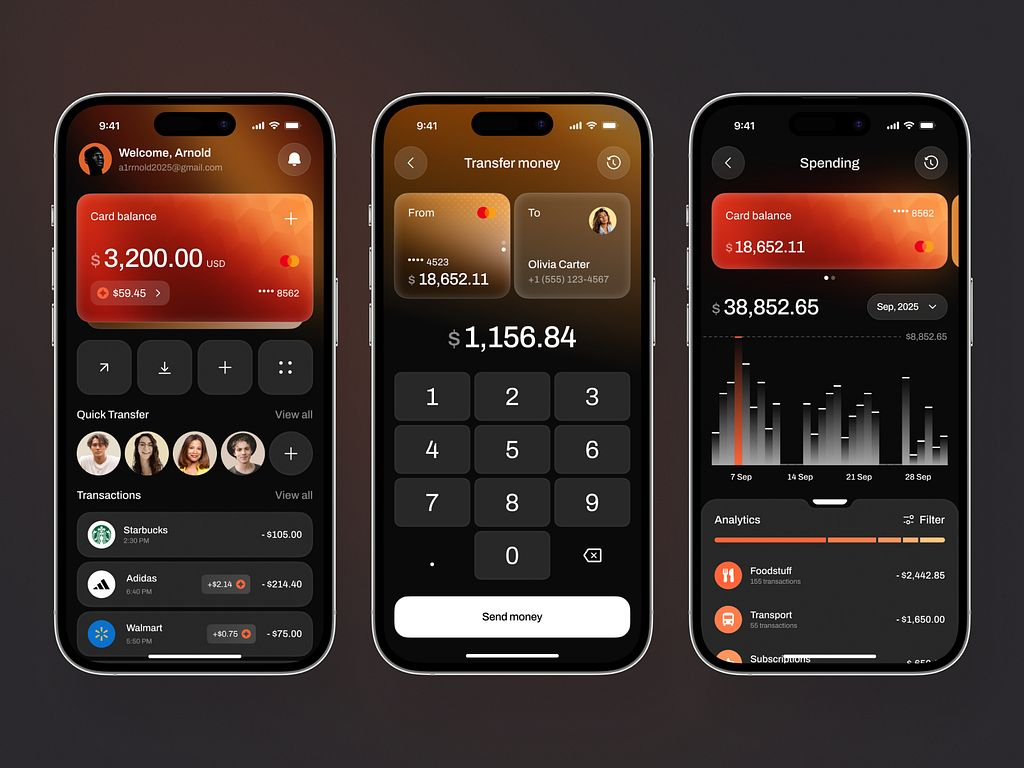 9:41
Welcome, Arnold
a1rrnold2025@gmail.com
Card balance
$3,200.00 USD
$59.45
•••• 8562
Quick Transfer View all
Transactions View all
Starbucks
2:30 PM
- $105.00
Adidas
6:40 PM
+$2.14
- $214.40
Walmart
5:50 PM
+$0.75
- $75.00
9:41
Transfer money
From
•••• 4523
$18,652.11
To
Olivia Carter
+1 (555) 123-4567
$1,156.84
1 2 3
4 5 6
7 8 9
. 0
Send money
9:41
Spending
Card balance
•••• 8562
$18,652.11
$38,852.65
Sep, 2025
$8,852.65
7 Sep 14 Sep 21 Sep 28 Sep
Analytics Filter
Foodstuff
155 transactions
- $2,442.85
Transport
55 transactions
- $1,650.00
Subscriptions